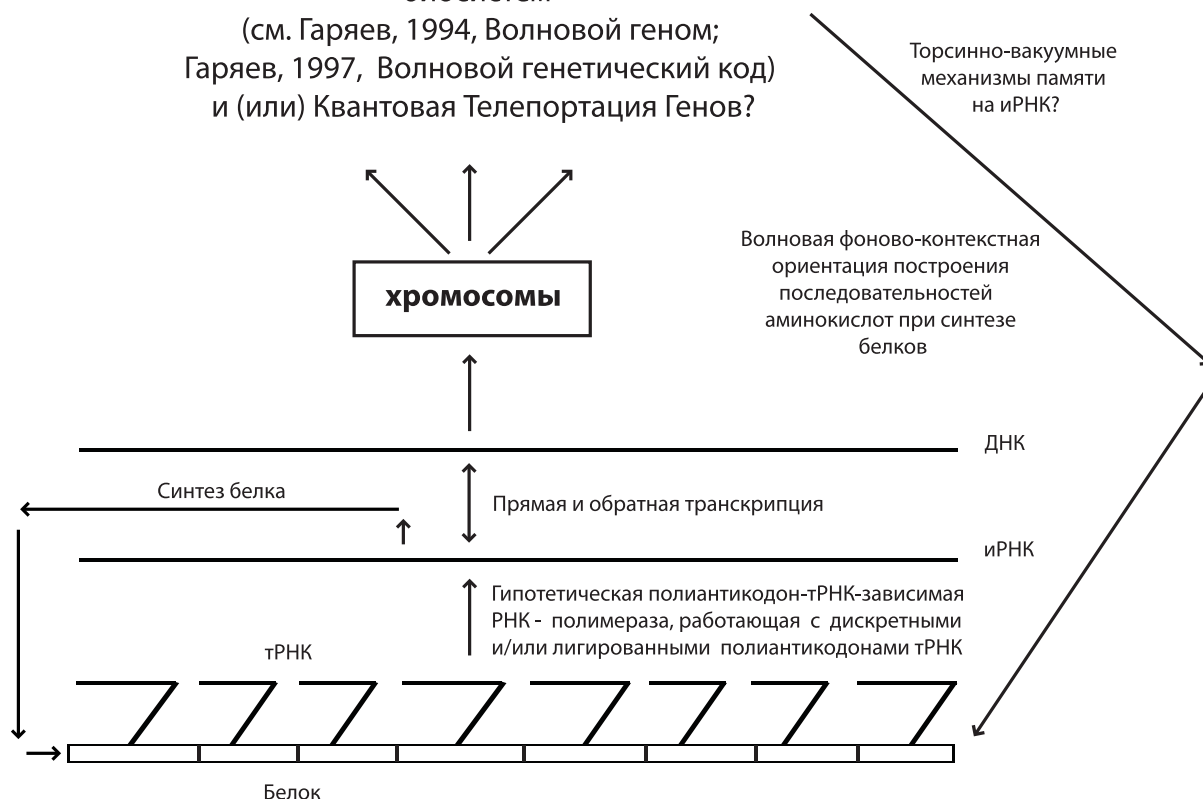 (см. Гаряев, 1994, Волновой геном;
Гаряев, 1997, Волновой генетический код)
и (или) Квантовая Телепортация Генов?
Торсинно-вакуумные
механизмы памяти
на иРНК?
Волновая фоново-контекстная
ориентация построения
последовательностей
аминокислот при синтезе
белков
хромосомы
ДНК
Синтез белка
Прямая и обратная транскрипция
иРНК
Гипотетическая полиантикодон-тРНК-зависимая
РНК - полимераза, работающая с дискретными
и/или лигированными полиантикодонами тРНК
тРНК
Белок